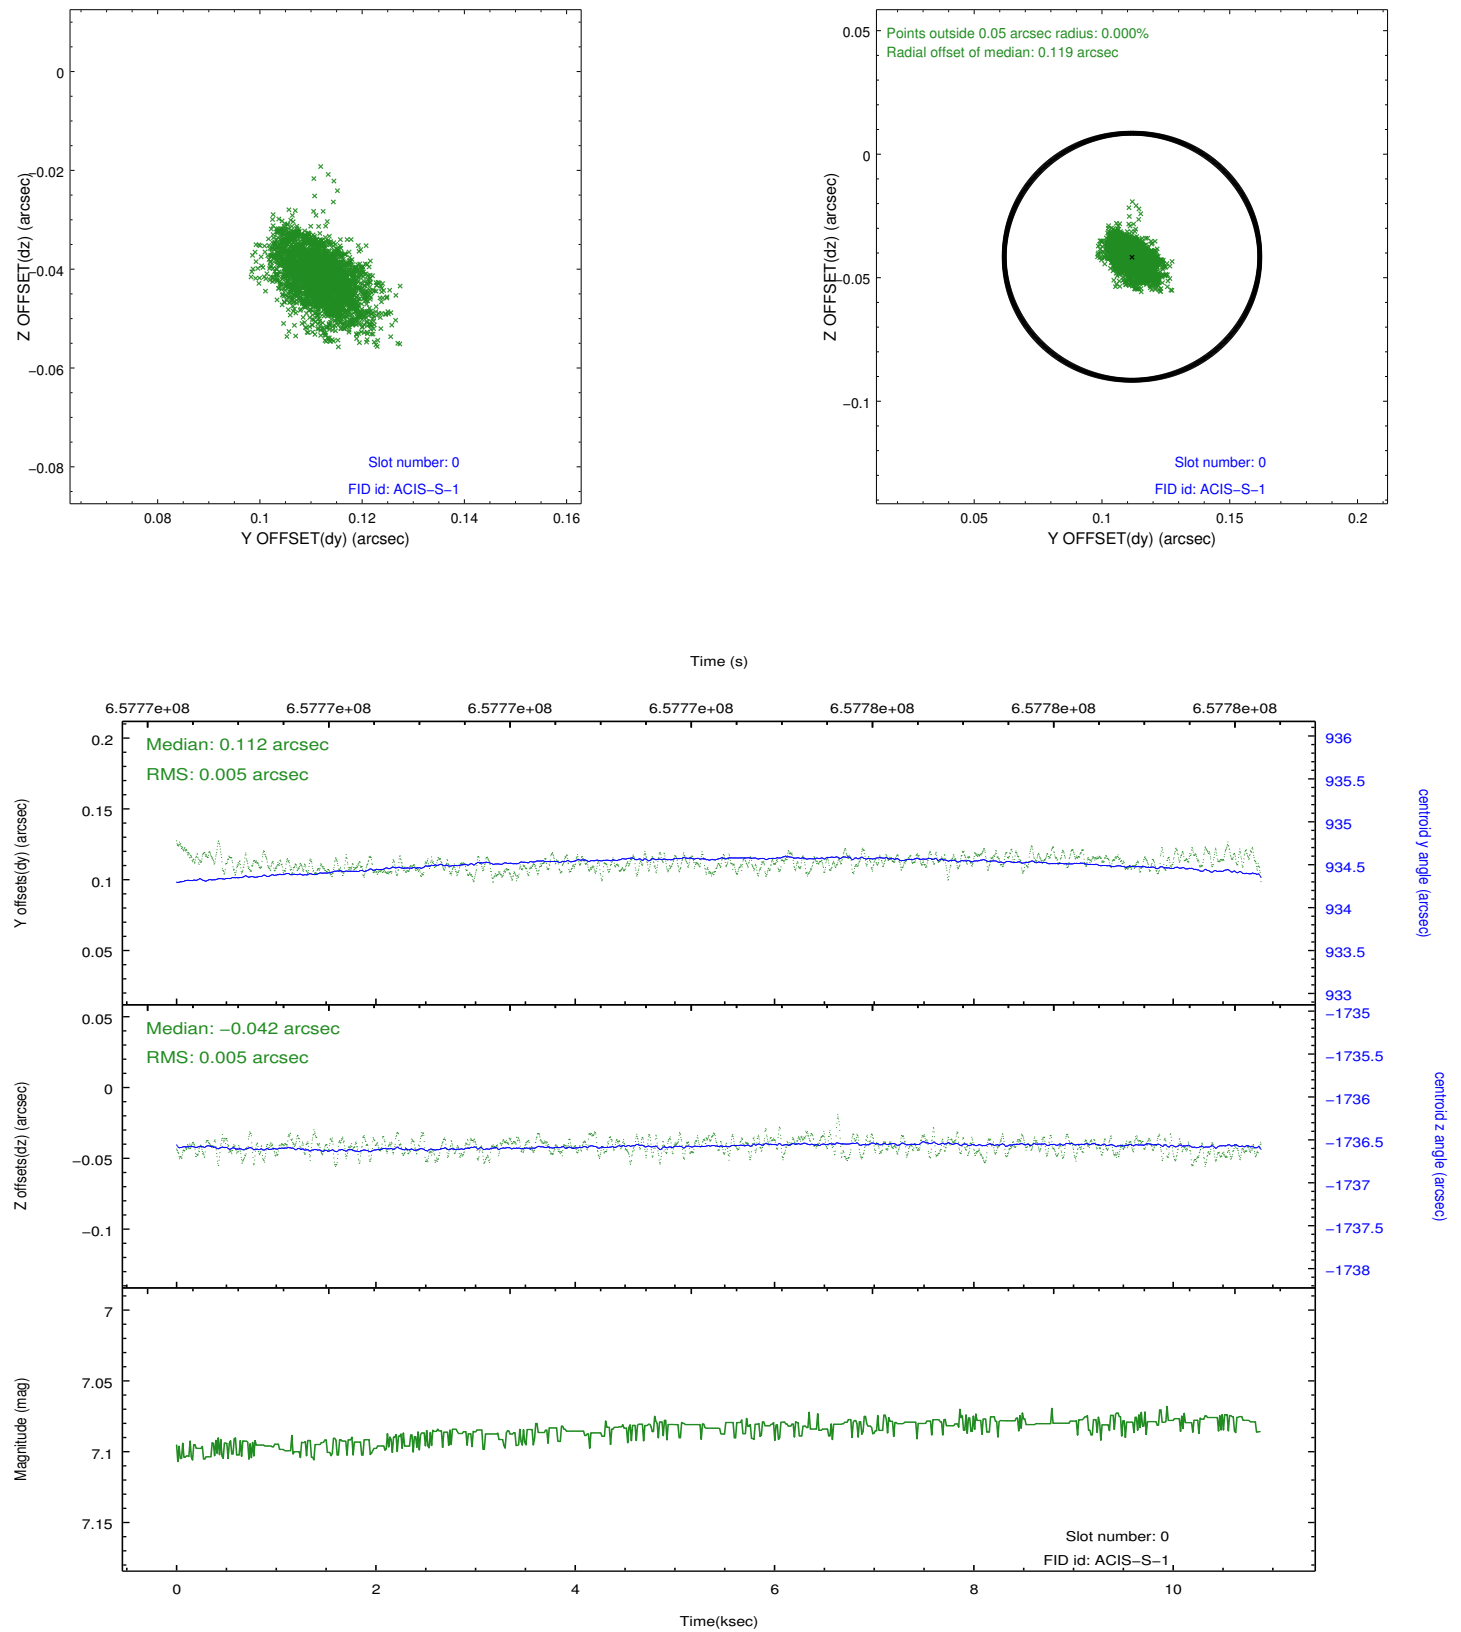 0
−0.02
−0.04
−0.06
−0.08
Z OFFSET(dz) (arcsec)
Slot number: 0
FID id: ACIS−S−1
0.08
0.1
0.12
0.14
0.16
Y OFFSET(dy) (arcsec)
Points outside 0.05 arcsec radius: 0.000%
Radial offset of median: 0.119 arcsec
0.05
0
−0.05
−0.1
Z OFFSET(dz) (arcsec)
Slot number: 0
FID id: ACIS−S−1
0.05
0.1
0.15
0.2
Y OFFSET(dy) (arcsec)
Time (s)
6.5777e+08
6.5777e+08
6.5777e+08
6.5777e+08
6.5778e+08
6.5778e+08
6.5778e+08
Median: 0.112 arcsec
RMS: 0.005 arcsec
0.2
0.15
0.1
0.05
Y offsets(dy) (arcsec)
936
935.5
935
934.5
934
933.5
933
centroid y angle (arcsec)
Median: −0.042 arcsec
RMS: 0.005 arcsec
0.05
0
−0.05
−0.1
Z offsets(dz) (arcsec)
−1735
−1735.5
−1736
−1736.5
−1737
−1737.5
−1738
centroid z angle (arcsec)
7
7.05
7.1
7.15
Magnitude (mag)
Slot number: 0
FID id: ACIS−S−1
0
2
4
6
8
10
Time(ksec)